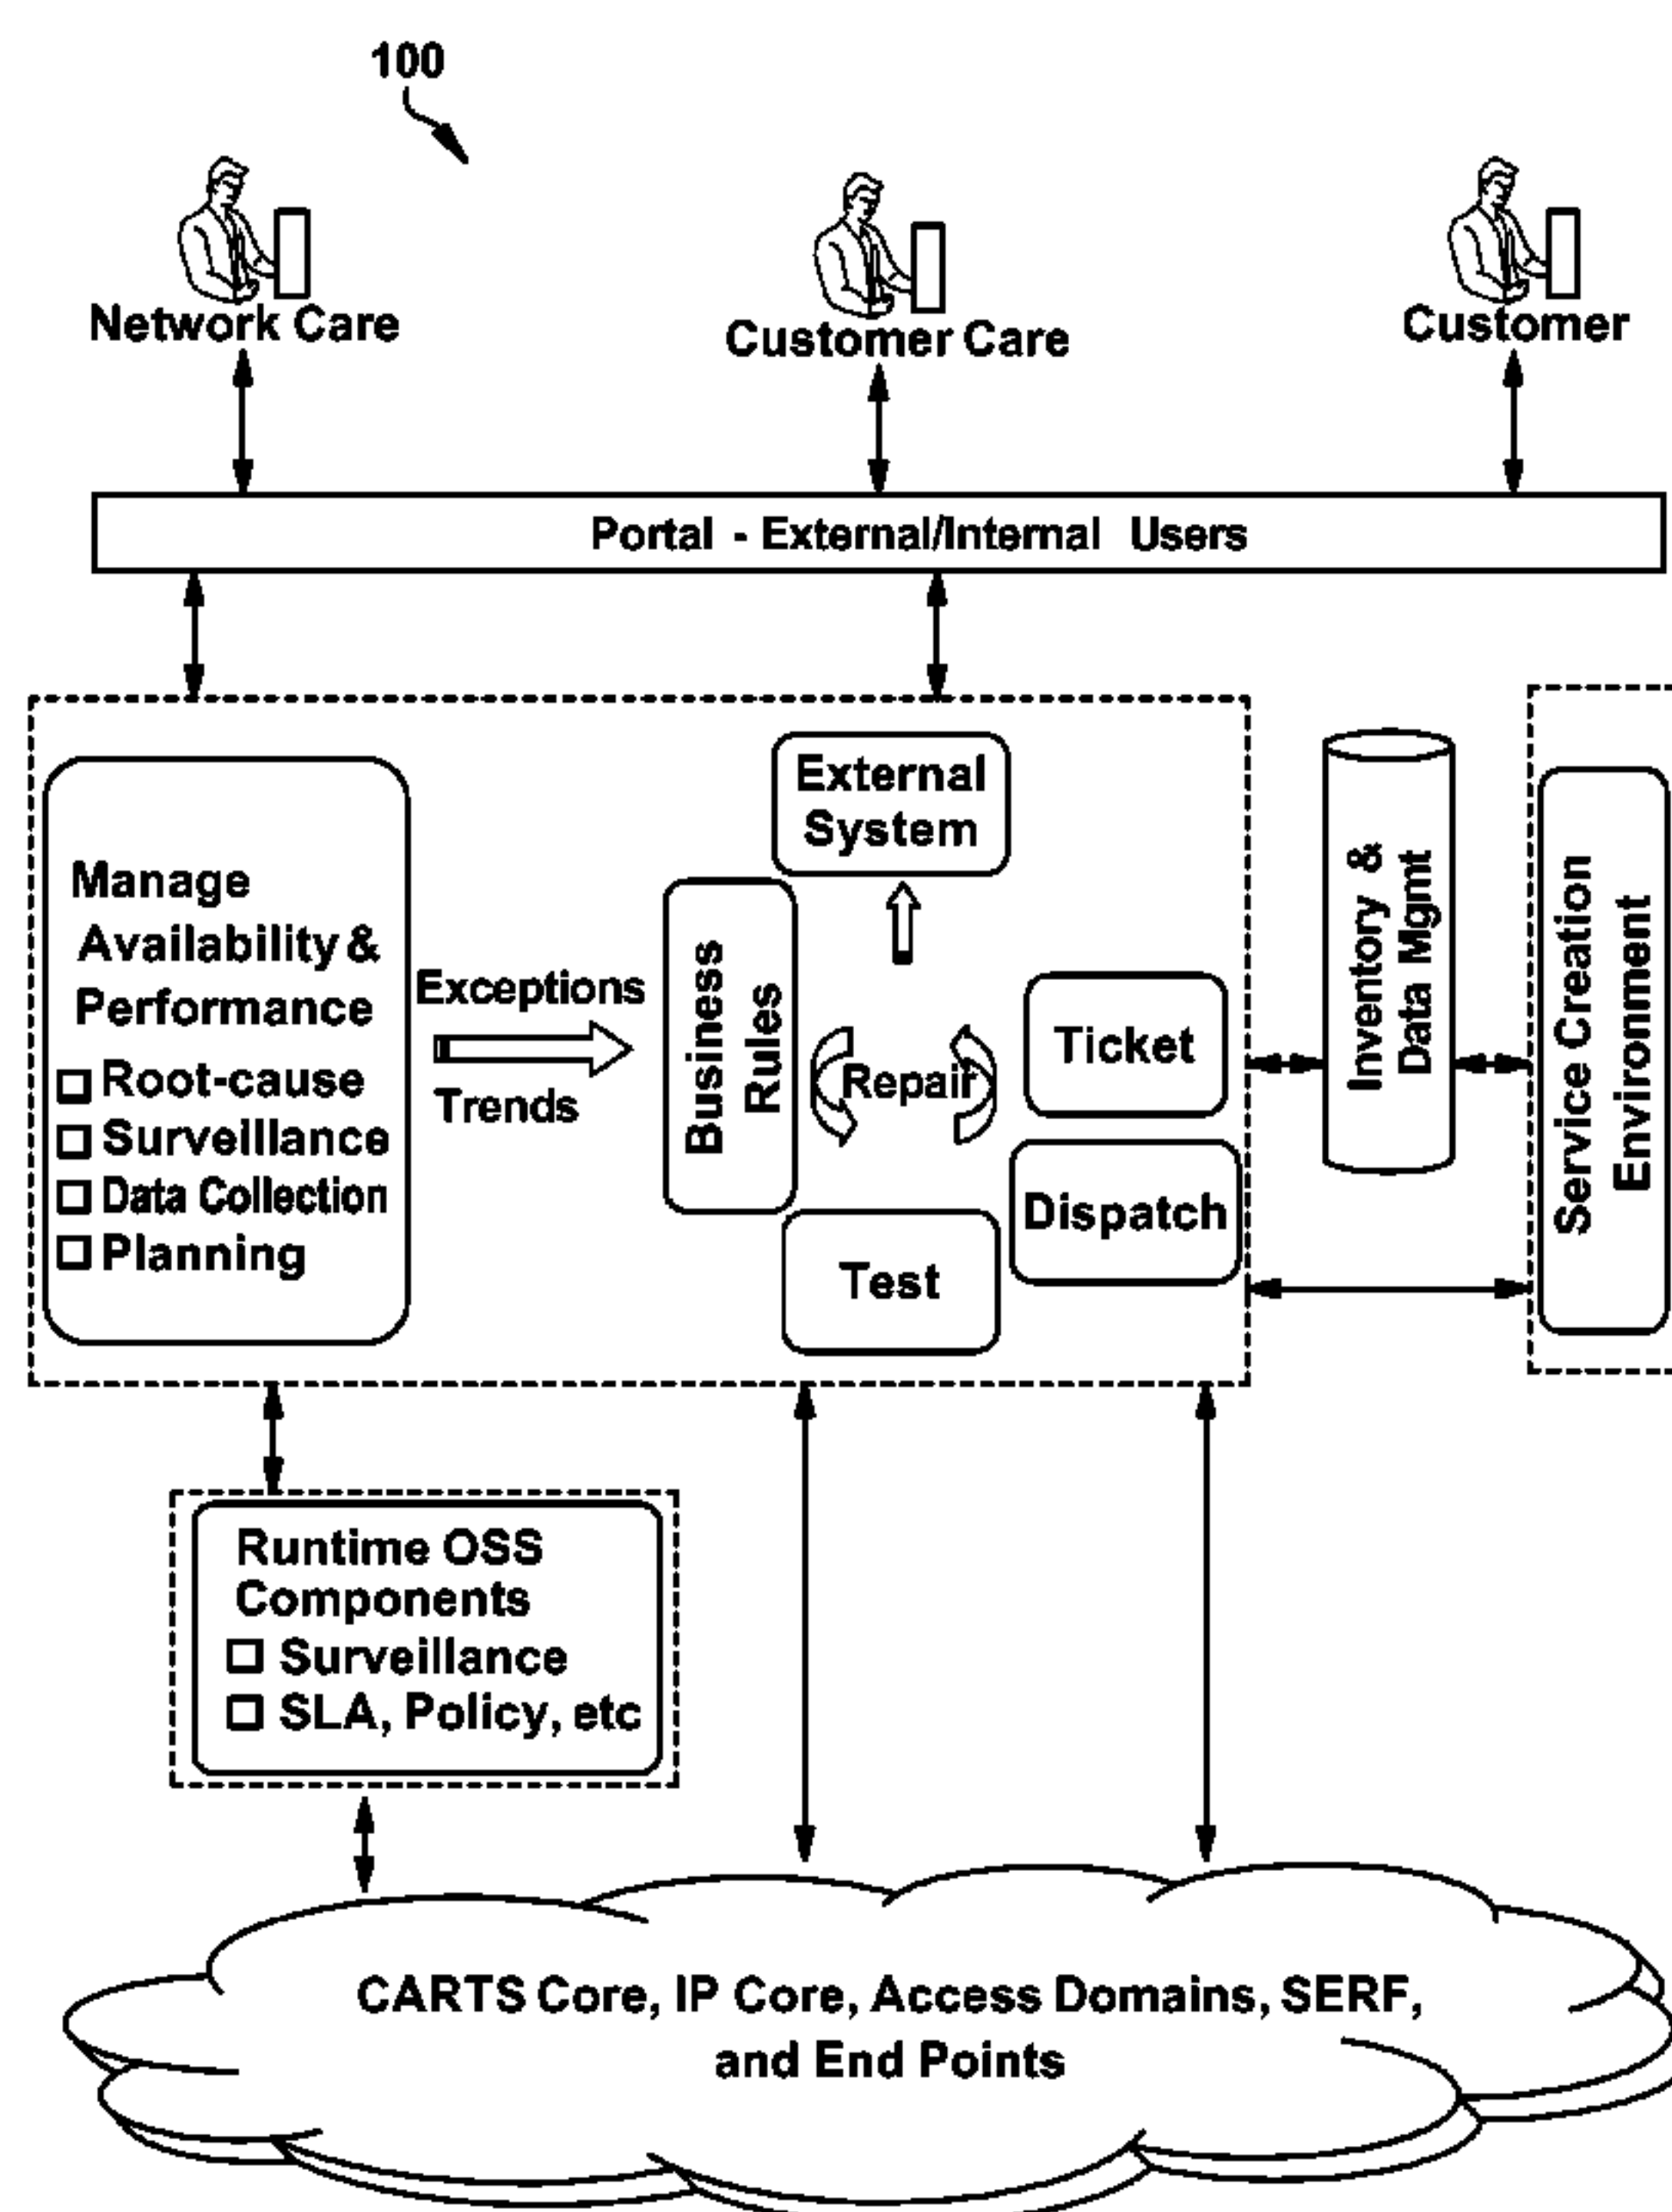 100
Network Care
Customer Care
Customer
Portal - External/Internal Users
Manage
Availability &
Performance
Root-cause
Surveillance
Data Collection
Planning
Exceptions
Trends
Business
Rules
External
System
Repair
Ticket
Dispatch
Test
Inventory &
Data Mgmt
Service Creation
Environment
Runtime OSS
Components
Surveillance
SLA, Policy, etc
CARTS Core, IP Core, Access Domains, SERF,
and End Points